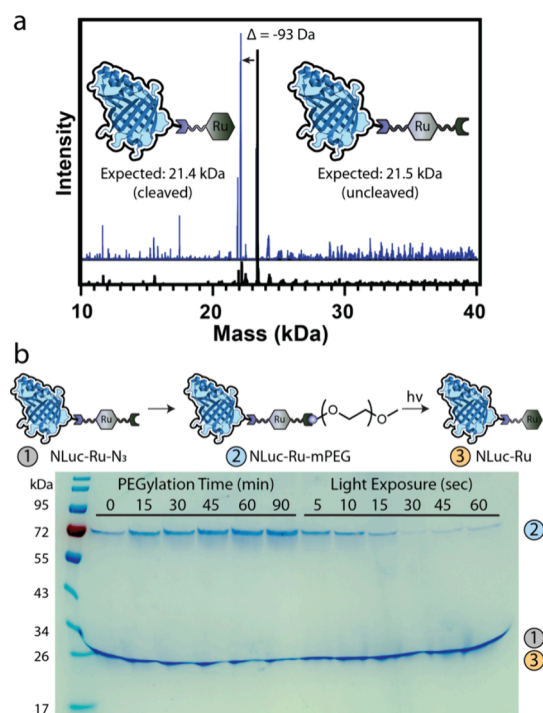 a
Δ = -93 Da
Ru
Ru
Expected: 21.4 kDa
(cleaved)
Expected: 21.5 kDa
(uncleaved)
Intensity
10 20 30 40
Mass (kDa)
b
Ru
Ru
O
O
hv
Ru
1 NLuc-Ru-N₃
2 NLuc-Ru-mPEG
3 NLuc-Ru
kDa
PEGylation Time (min) Light Exposure (sec)
0 15 30 45 60 90 5 10 15 30 45 60
95
72
2
55
43
34
1
26
3
17